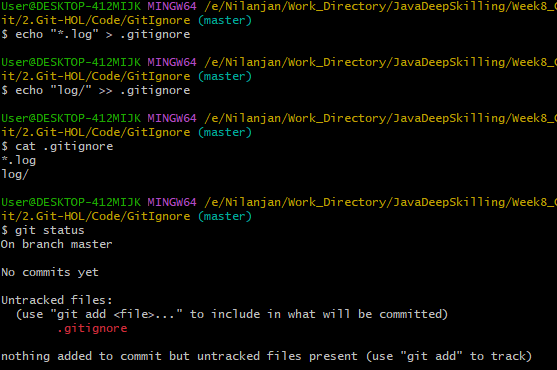 User@DESKTOP-412MIJK MINGW64 /e/Nilanjan/Work_Directory/JavaDeepSkilling/Week8_G
it/2.Git-HOL/Code/GitIgnore (master)
$ echo "*.log" > .gitignore
User@DESKTOP-412MIJK MINGW64 /e/Nilanjan/Work_Directory/JavaDeepSkilling/Week8_G
it/2.Git-HOL/Code/GitIgnore (master)
$ echo "log/" >> .gitignore
User@DESKTOP-412MIJK MINGW64 /e/Nilanjan/Work_Directory/JavaDeepSkilling/Week8_G
it/2.Git-HOL/Code/GitIgnore (master)
$ cat .gitignore
*.log
log/
User@DESKTOP-412MIJK MINGW64 /e/Nilanjan/Work_Directory/JavaDeepSkilling/Week8_G
it/2.Git-HOL/Code/GitIgnore (master)
$ git status
On branch master
No commits yet
Untracked files:
(use "git add <file>..." to include in what will be committed)
.gitignore
nothing added to commit but untracked files present (use "git add" to track)